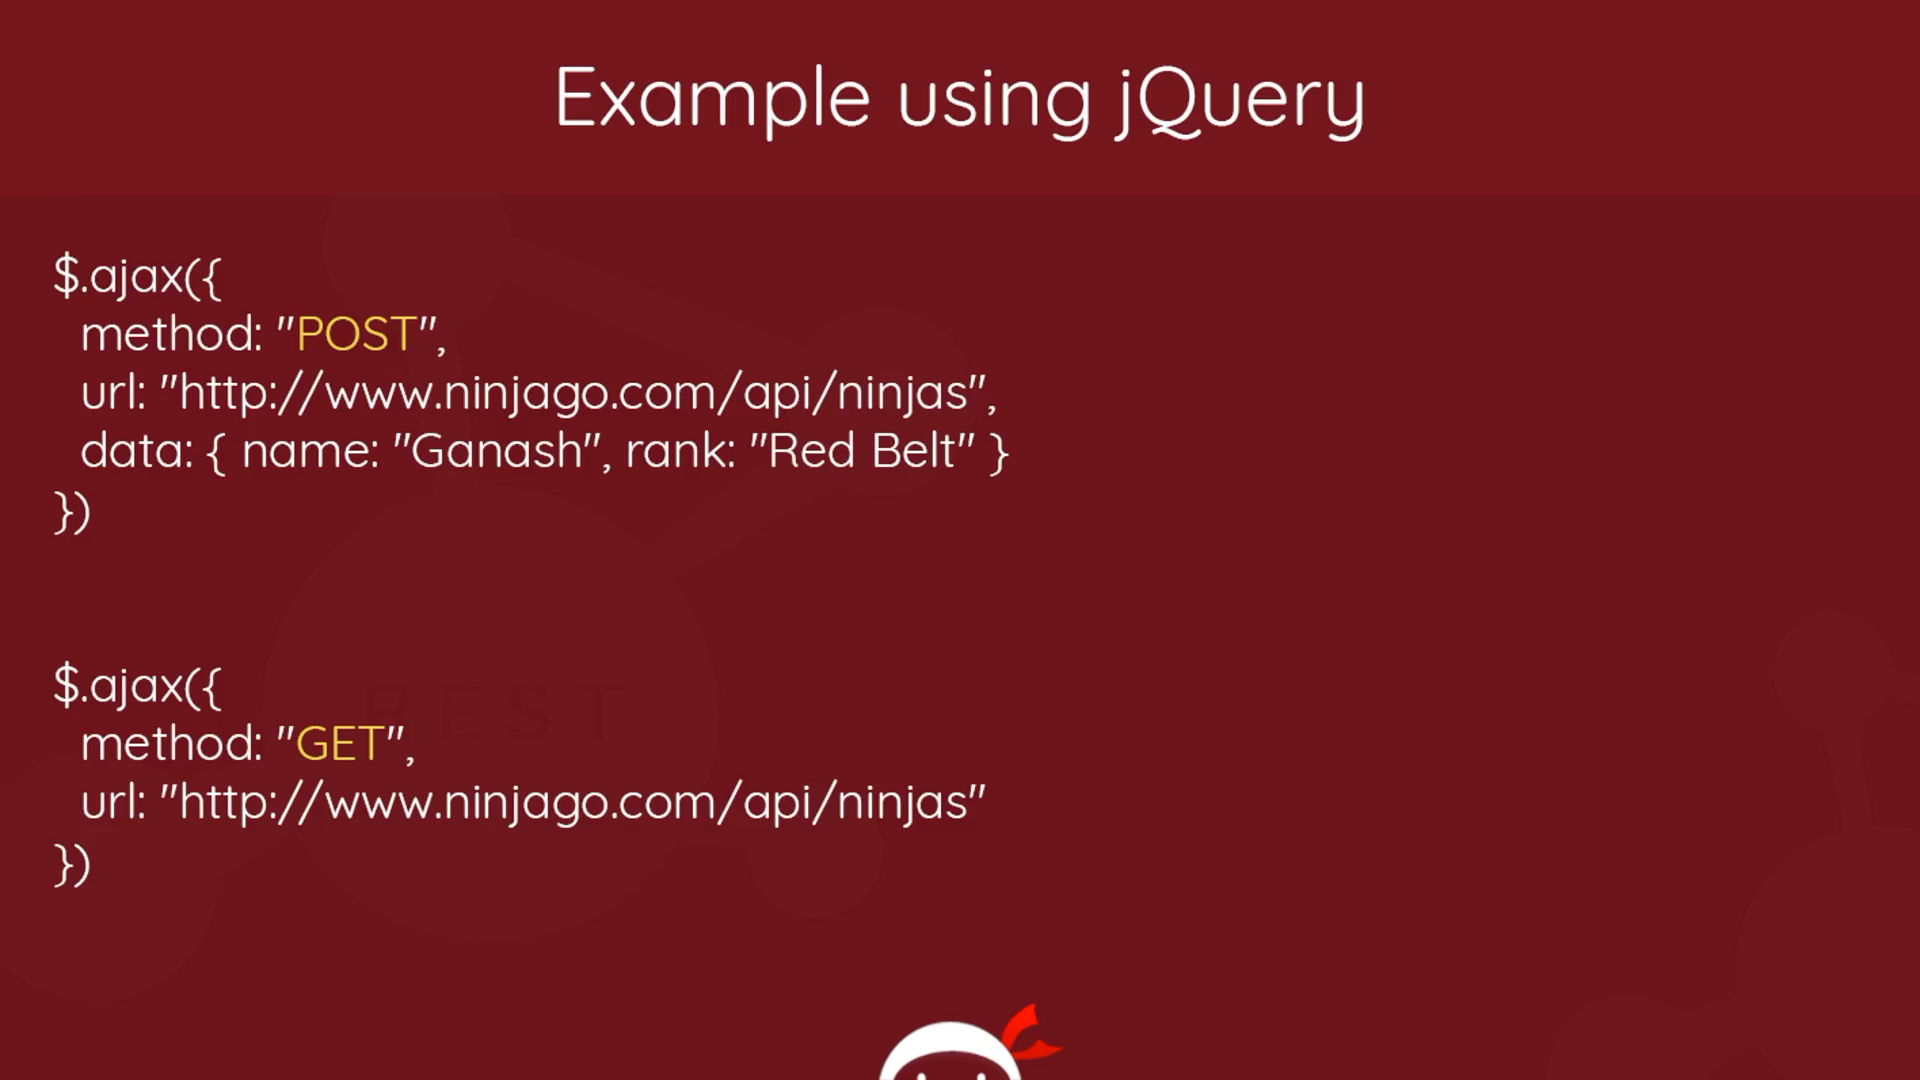 Example using jQuery
$.ajax({
method: "POST",
url: "http://www.ninjago.com/api/ninjas",
data: { name: "Ganash", rank: "Red Belt" }
})
$.ajax({
REST
method: "GET",
url: "http://www.ninjago.com/api/ninjas"
})